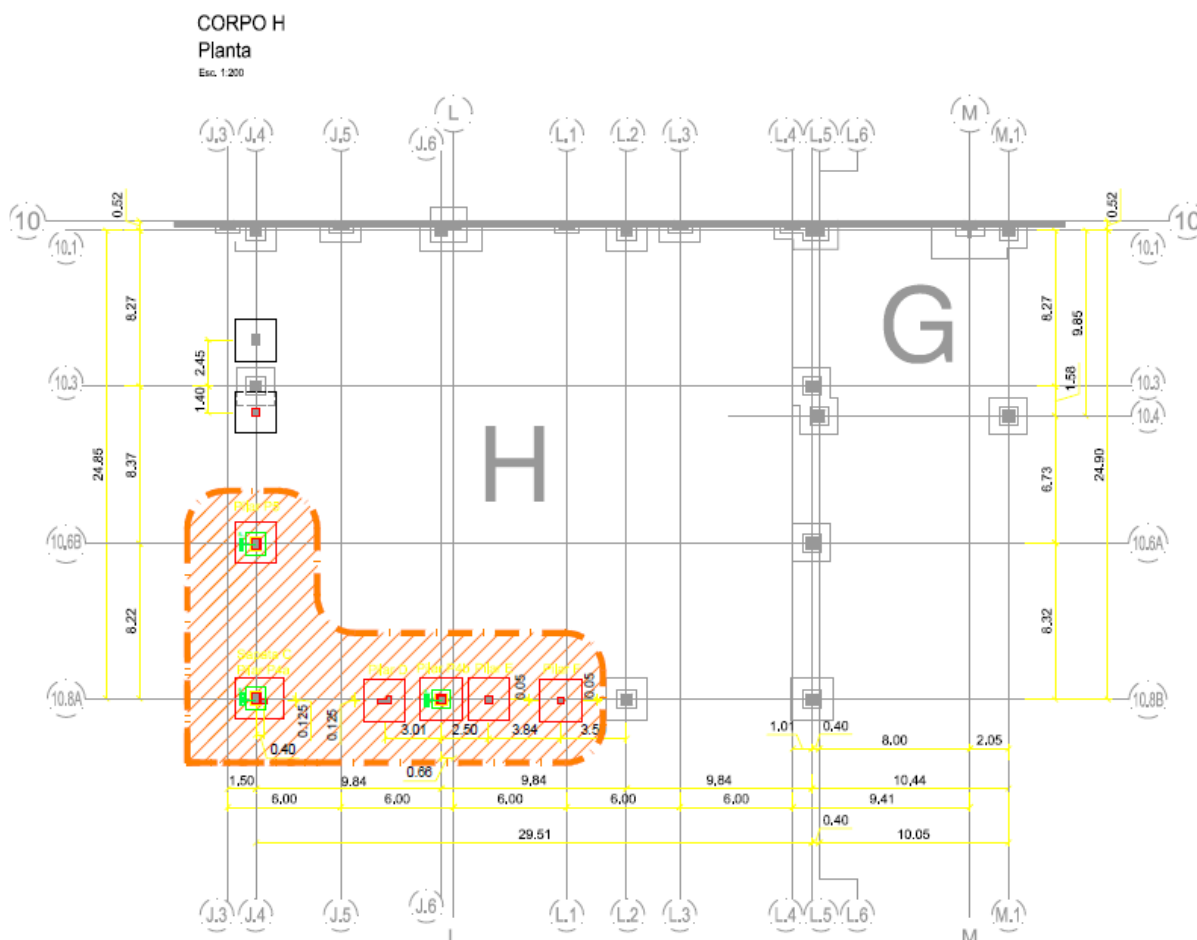 CORPO H
Planta
Esc. 1:200
L
M
J.3
J.4
J.5
J.6
L.1
L.2
L.3
L.4
L.5
L.6
M.1
0.52
0.52
10
10
10.1
10.1
G
8.27
8.27
9.85
2.45
1.58
10.3
10.3
1.40
10.4
H
24.85
8.37
6.73
24.90
10.6B
10.6A
8.22
8.32
10.8A
10.8B
0.05
0.05
0.125
0.125
3.01
2.50
3.84
3.5
1.01
0.40
8.00
2.05
0.40
0.66
1.50
9.84
9.84
9.84
10.44
6.00
6.00
6.00
6.00
6.00
9.41
29.51
0.40
10.05
J.3
J.4
J.5
J.6
L.1
L.2
L.3
L.4
L.5
L.6
M.1
L
M